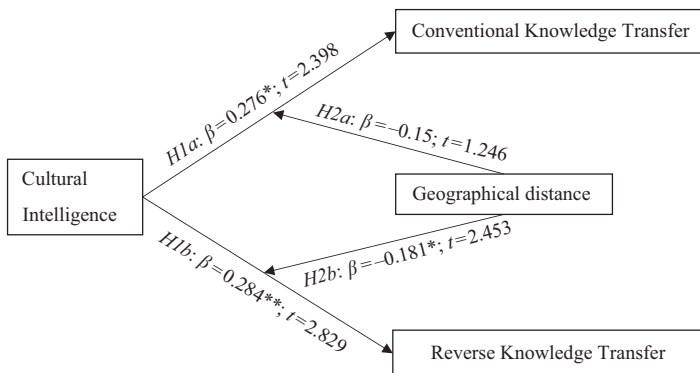 Conventional Knowledge Transfer
H1a: β=0.276*; t=2.398
H2a: β=–0.15; t=1.246
Cultural
Intelligence
Geographical distance
H1b: β=0.284**; t=2.829
H2b: β=–0.181*; t=2.453
Reverse Knowledge Transfer